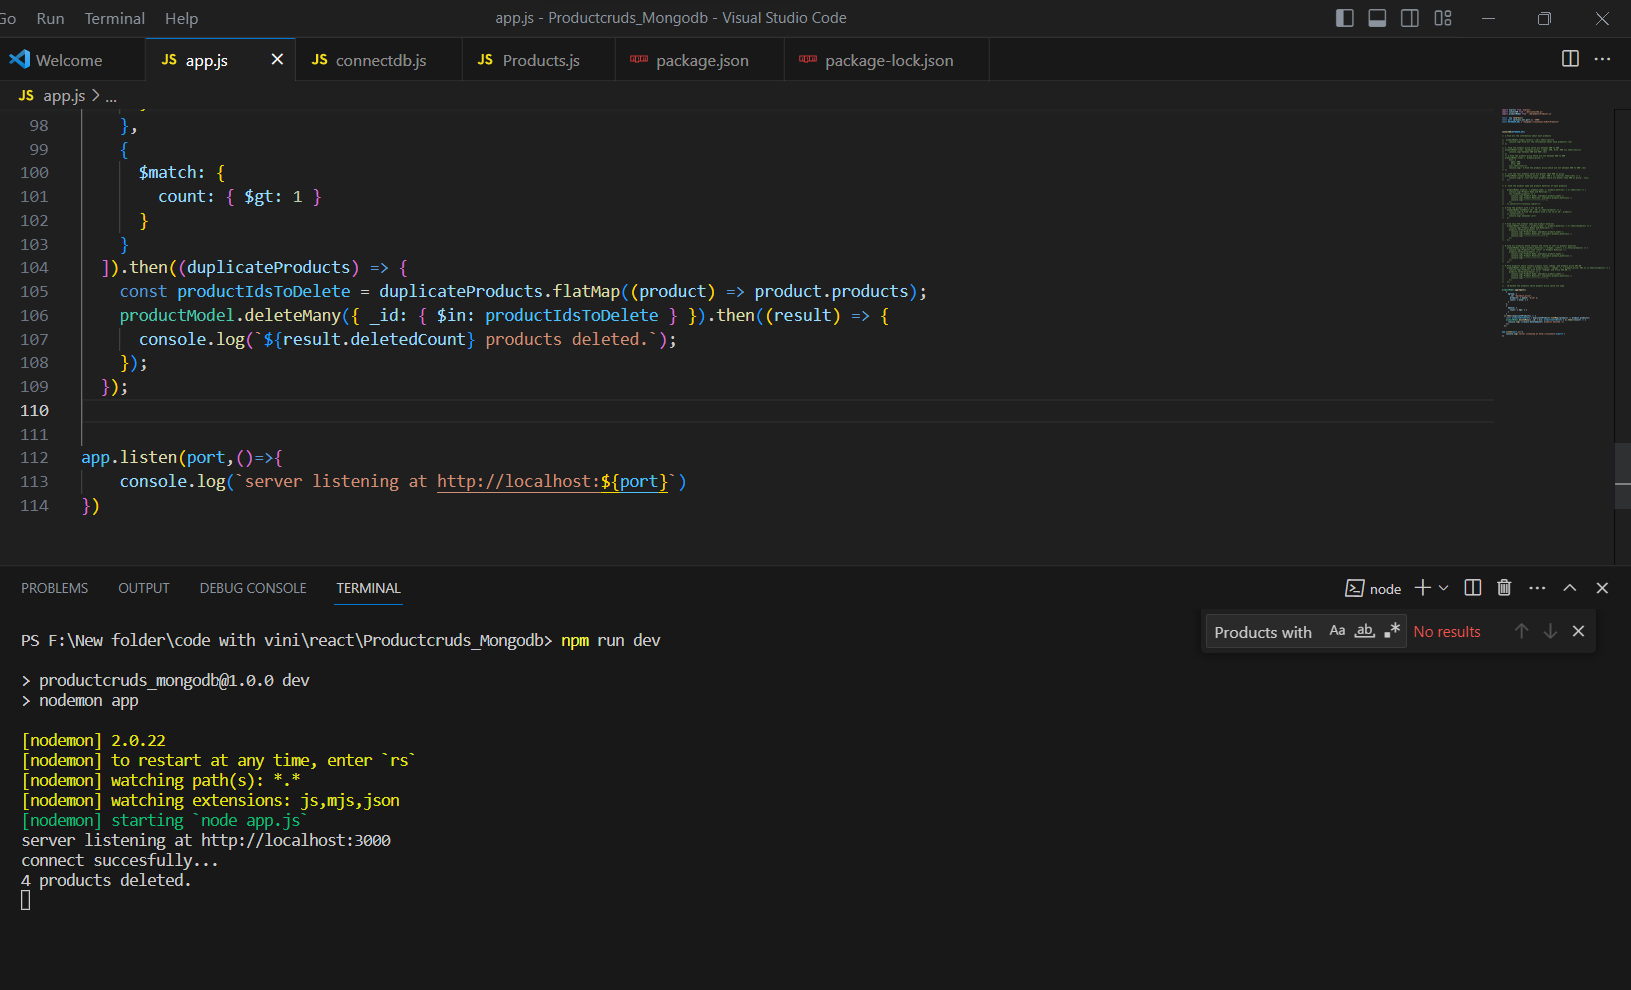 Go Run Terminal Help app.js - Productcruds_Mongodb - Visual Studio Code
Welcome JS app.js JS connectdb.js JS Products.js package.json package-lock.json
JS app.js > ...
98 },
99 {
100 $match: {
101 count: { $gt: 1 }
102 }
103 }
104 ]).then((duplicateProducts) => {
105 const productIdsToDelete = duplicateProducts.flatMap((product) => product.products);
106 productModel.deleteMany({ _id: { $in: productIdsToDelete } }).then((result) => {
107 console.log(`${result.deletedCount} products deleted.`);
108 });
109 });
110
111
112 app.listen(port,()=>{
113 console.log(`server listening at http://localhost:${port}`)
114 })
PROBLEMS OUTPUT DEBUG CONSOLE TERMINAL node
Products with Aa ab .* No results
PS F:\New folder\code with vini\react\Productcruds_Mongodb> npm run dev
> productcruds_mongodb@1.0.0 dev
> nodemon app
[nodemon] 2.0.22
[nodemon] to restart at any time, enter `rs`
[nodemon] watching path(s): *.*
[nodemon] watching extensions: js,mjs,json
[nodemon] starting `node app.js`
server listening at http://localhost:3000
connect succesfully...
4 products deleted.